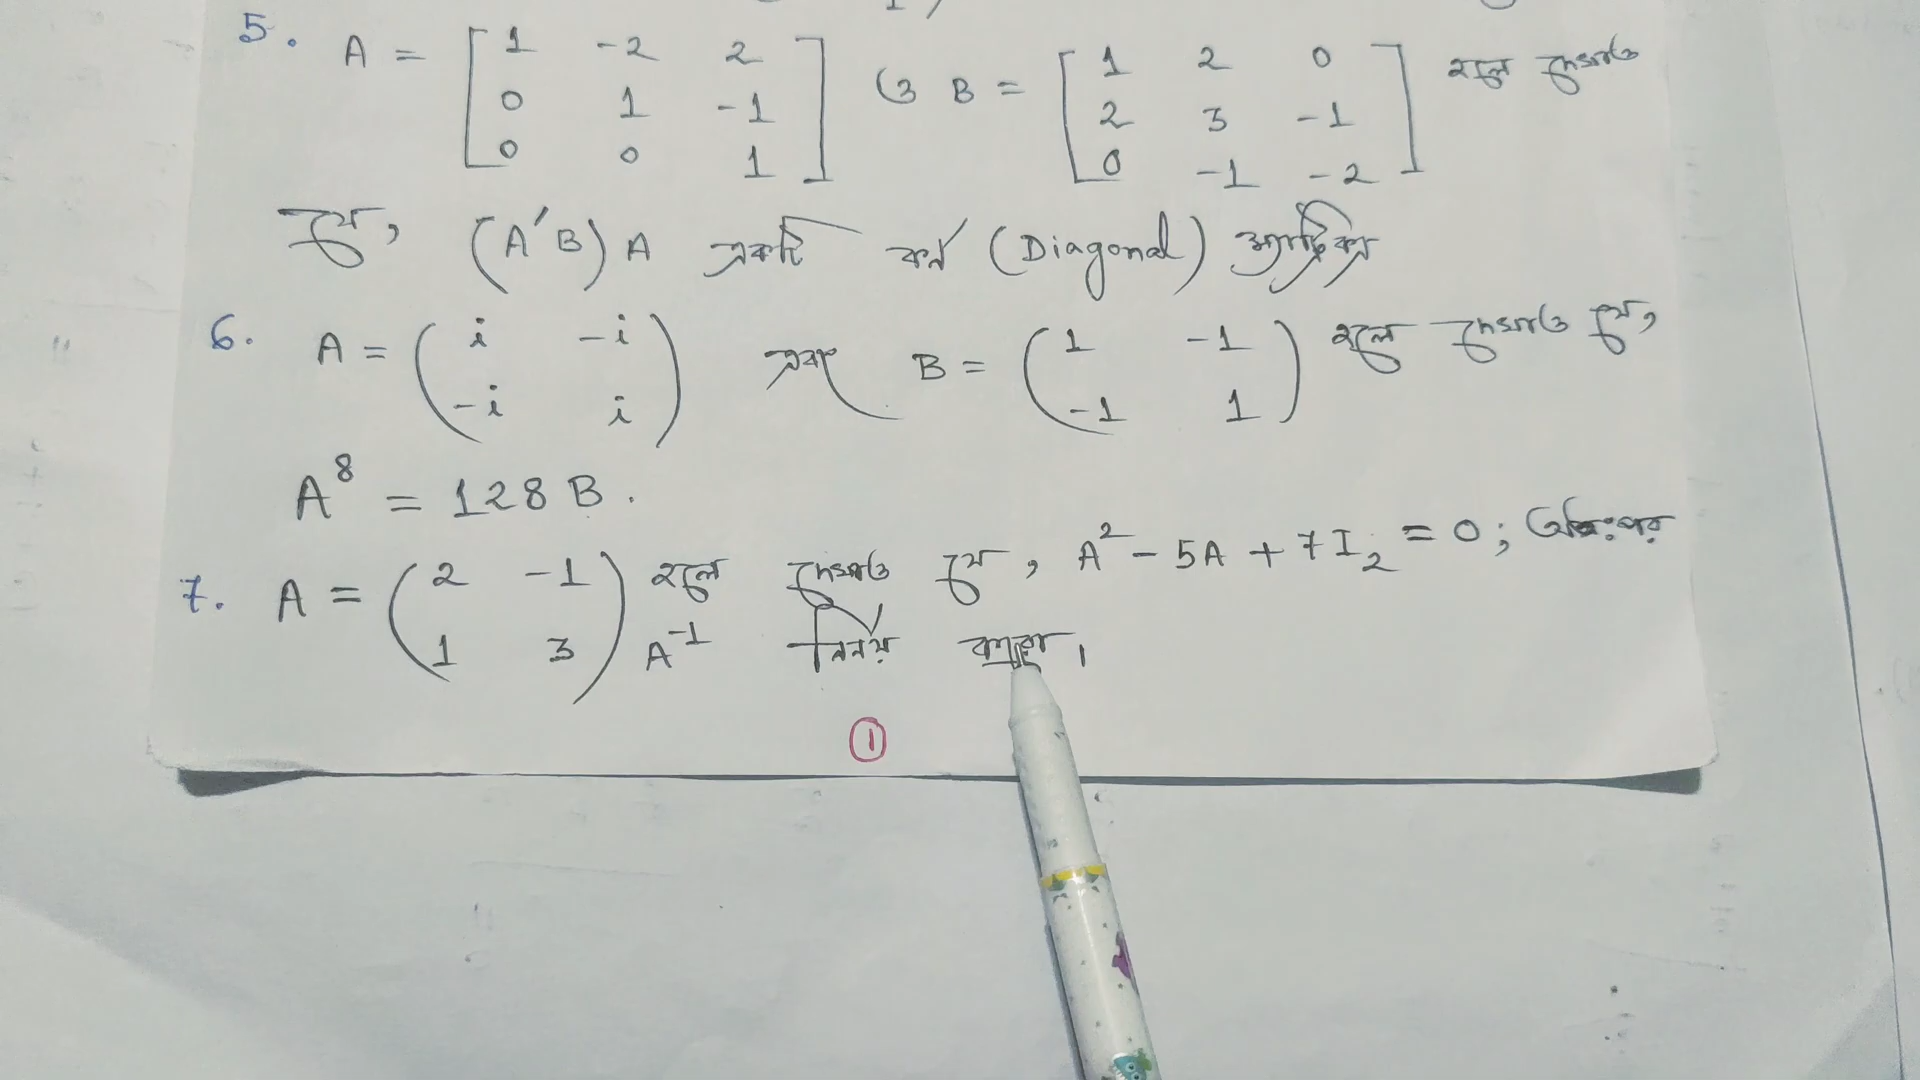 5. A = [ 1 -2 2 ও B = [ 1 2 0 হলে দেখাও
0 1 -1 2 3 -1
0 0 1 ] 0 -1 -2 ]
যে, (A'B)A একটি কর্ণ (Diagonal) ম্যাট্রিক্স
6. A = ( i -i এবং B = ( 1 -1 হলে দেখাও যে,
-i i ) -1 1 )
A^8 = 128 B.
7. A = ( 2 -1 হলে দেখাও যে, A^2 - 5A + 7I_2 = 0; অতঃপর
1 3 ) A^-1 নির্ণয় করো।
1